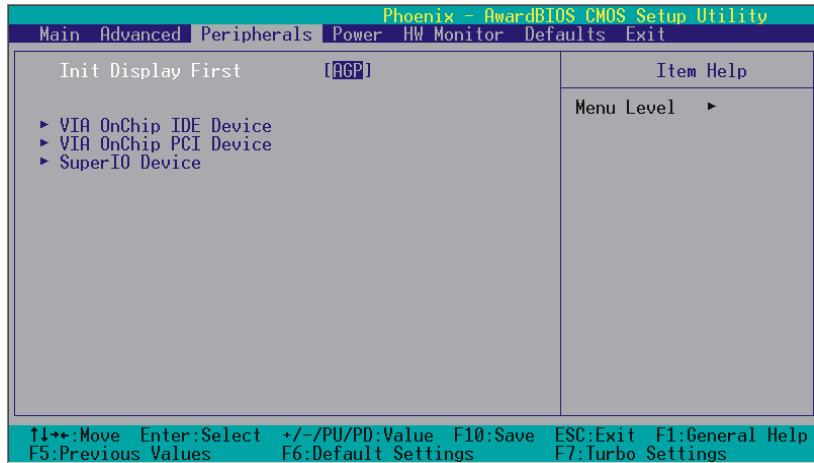 Phoenix - AwardBIOS CMOS Setup Utility
Main Advanced Peripherals Power HW Monitor Defaults Exit
Init Display First [AGP]
Item Help
Menu Level ►
► VIA OnChip IDE Device
► VIA OnChip PCI Device
► SuperIO Device
↑↓→←:Move Enter:Select +/-/PU/PD:Value F10:Save ESC:Exit F1:General Help
F5:Previous Values F6:Default Settings F7:Turbo Settings